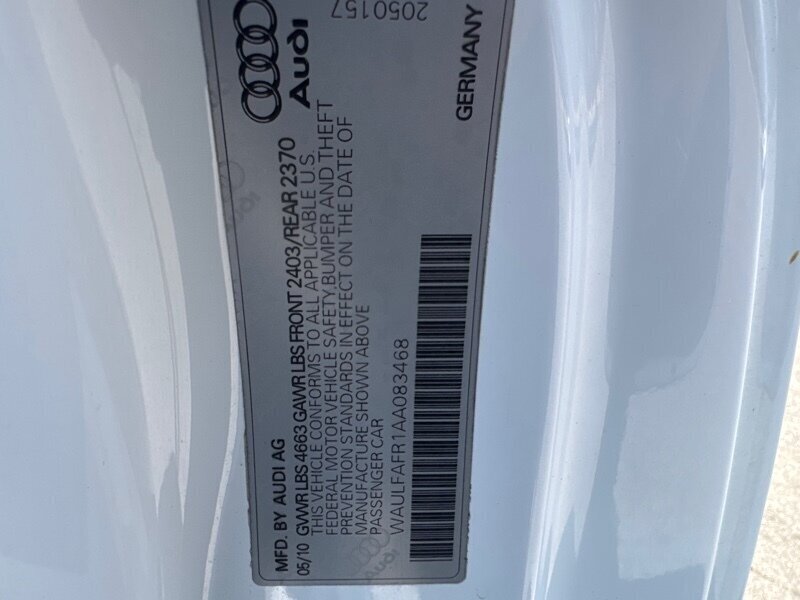 MFD. BY AUDI AG
05/10 GVWR LBS 4663 GAWR LBS FRONT 2403/REAR 2370
THIS VEHICLE CONFORMS TO ALL APPLICABLE U.S.
FEDERAL MOTOR VEHICLE SAFETY, BUMPER AND THEFT
PREVENTION STANDARDS IN EFFECT ON THE DATE OF
MANUFACTURE SHOWN ABOVE
PASSENGER CAR
WAULFAFR1AA083468
Audi
GERMANY
2050157
Audi
Audi